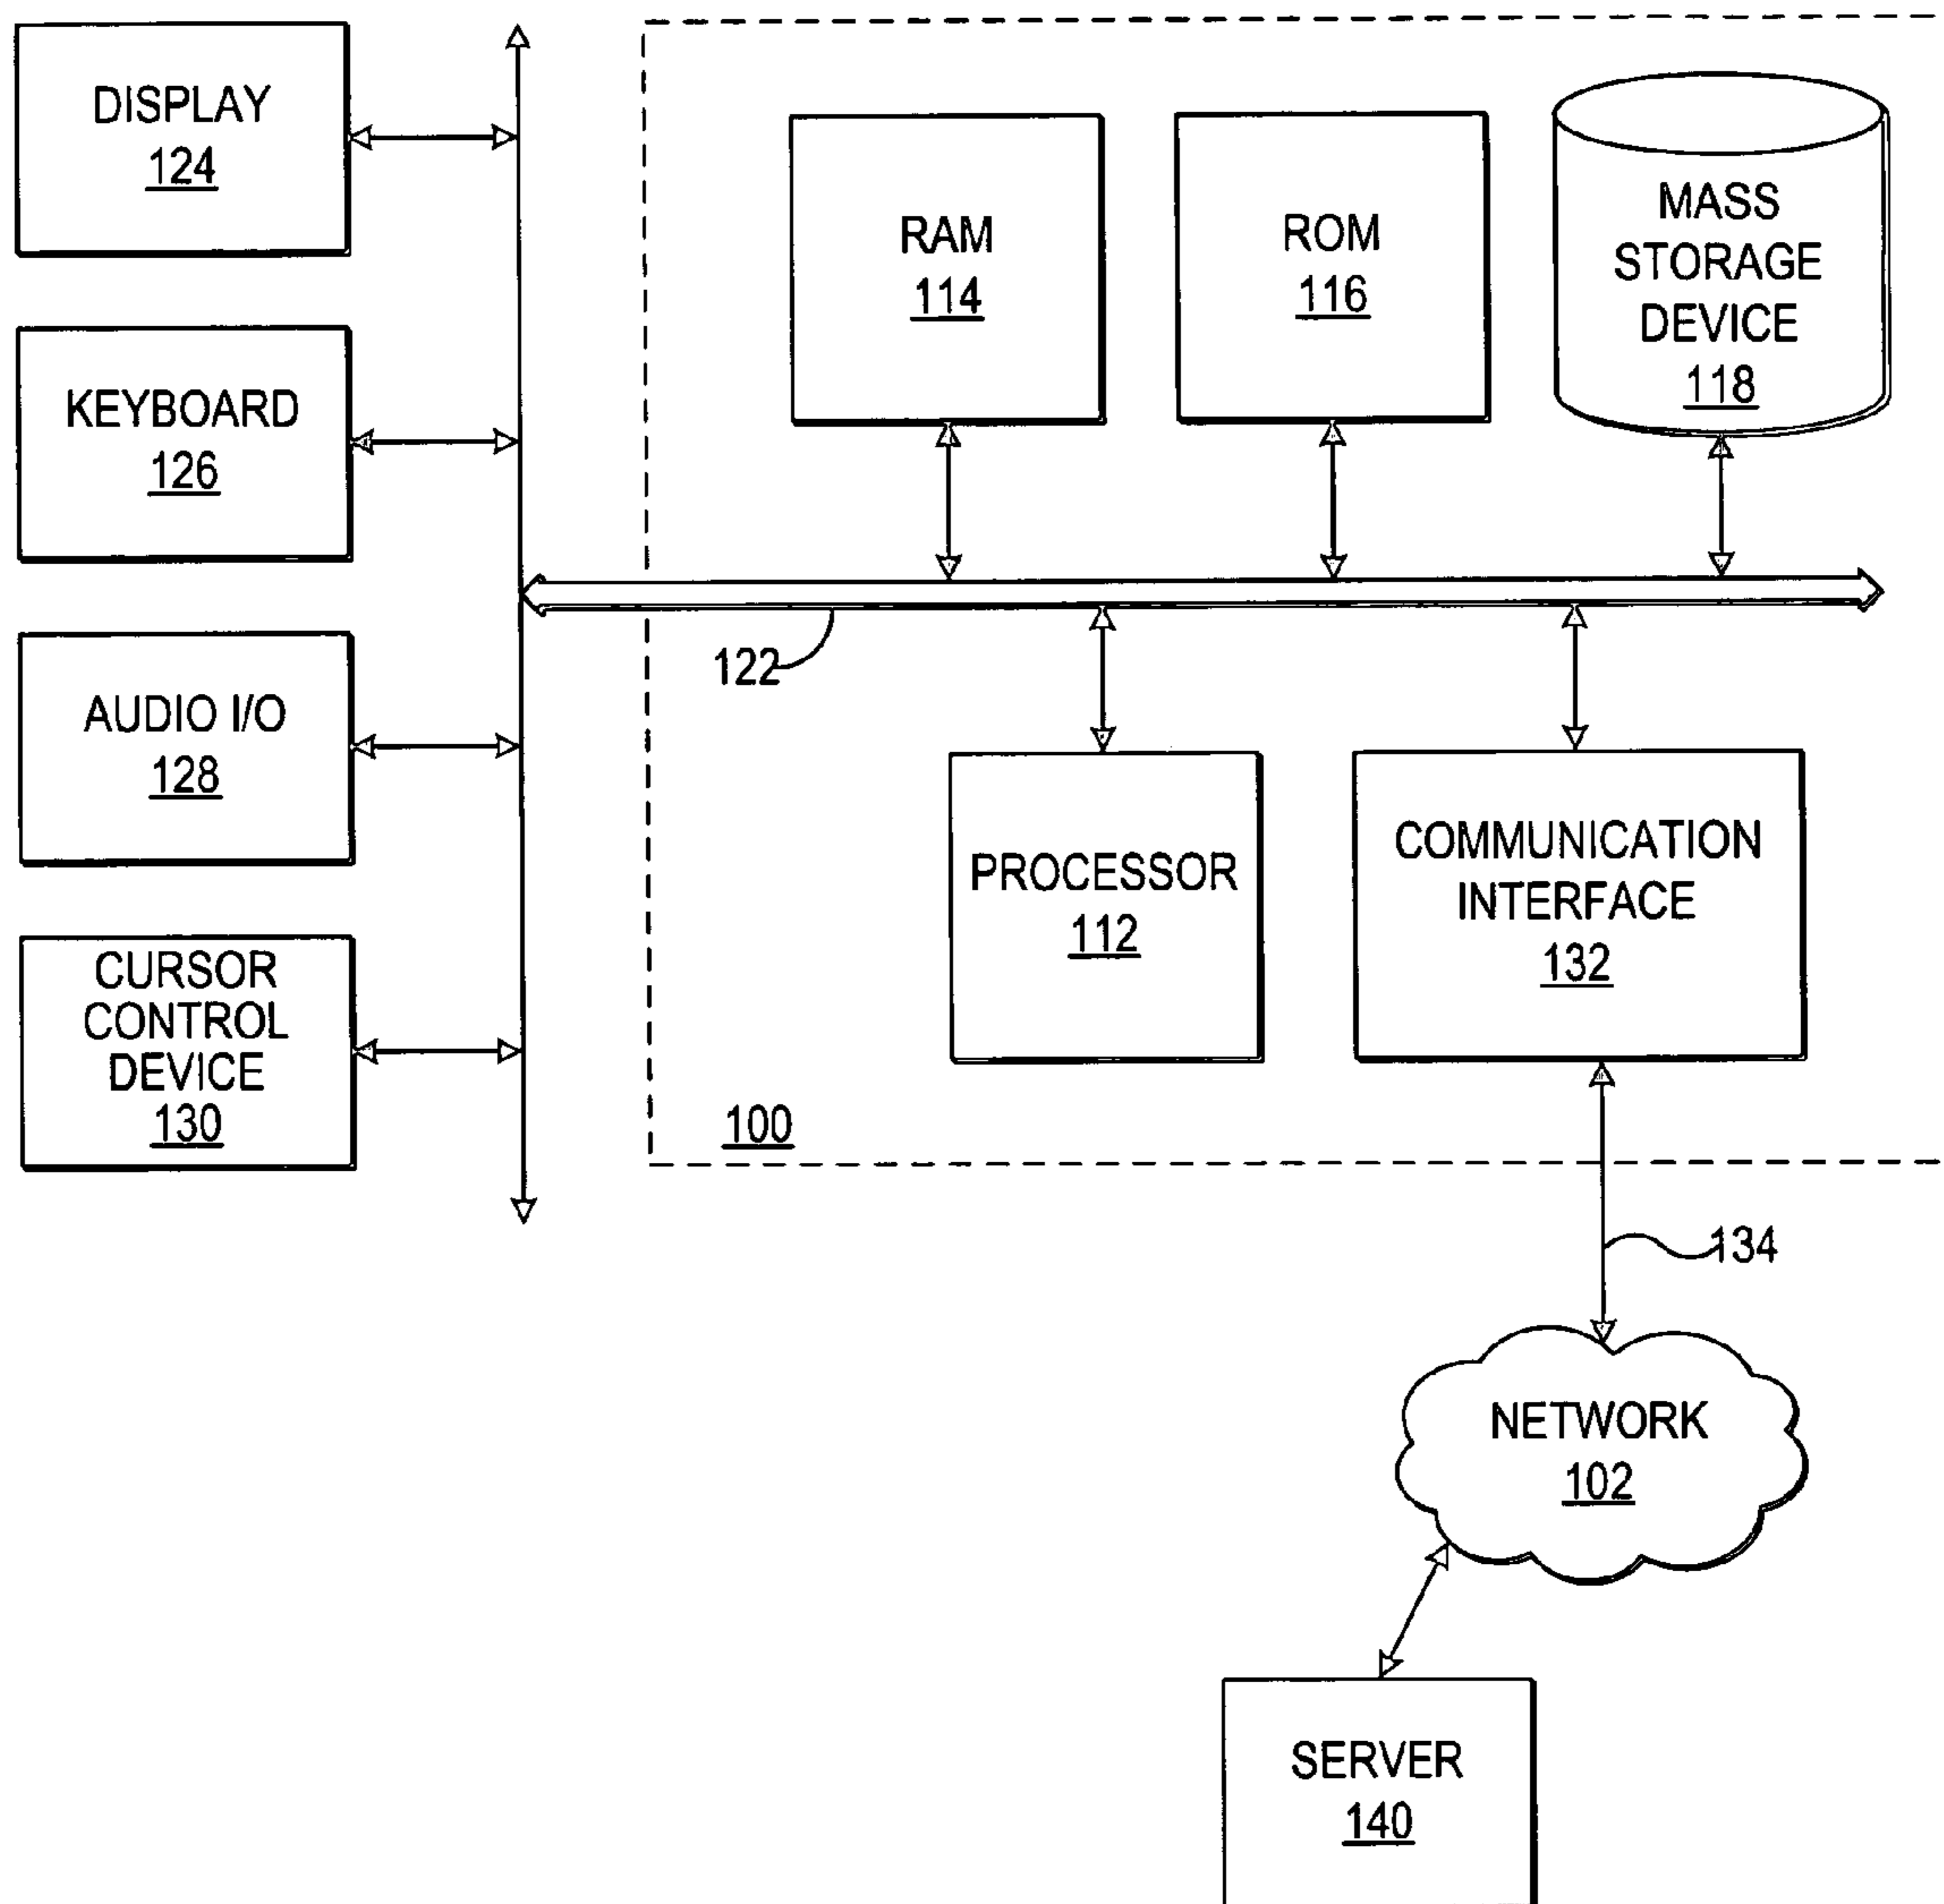 DISPLAY
124
KEYBOARD
126
AUDIO I/O
128
CURSOR
CONTROL
DEVICE
130
RAM
114
ROM
116
MASS
STORAGE
DEVICE
118
122
PROCESSOR
112
COMMUNICATION
INTERFACE
132
100
134
NETWORK
102
SERVER
140